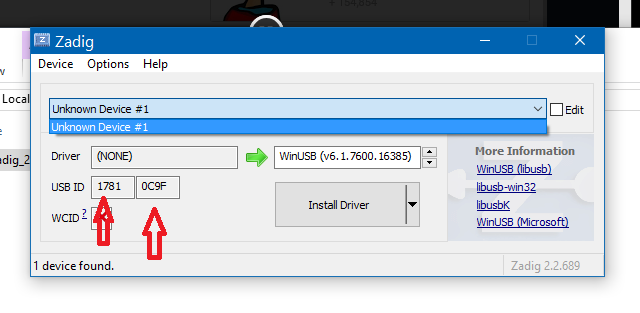 + 154,854
Zadig
Device Options Help
Local
Unknown Device #1
Edit
Unknown Device #1
adig_2
Driver (NONE) WinUSB (v6.1.7600.16385)
More Information
WinUSB (libusb)
USB ID 1781 0C9F
libusb-win32
Install Driver
libusbK
WCID ?
WinUSB (Microsoft)
1 device found.
Zadig 2.2.689